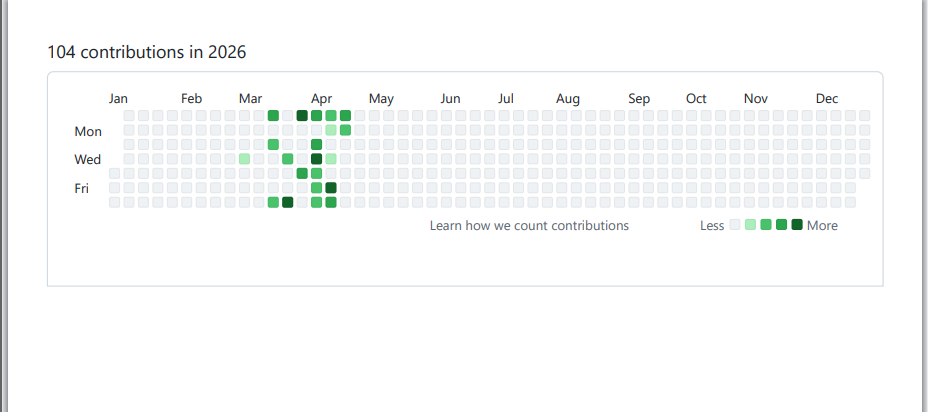 104 contributions in 2026
Jan Feb Mar Apr May Jun Jul Aug Sep Oct Nov Dec
Mon
Wed
Fri
Learn how we count contributions Less More